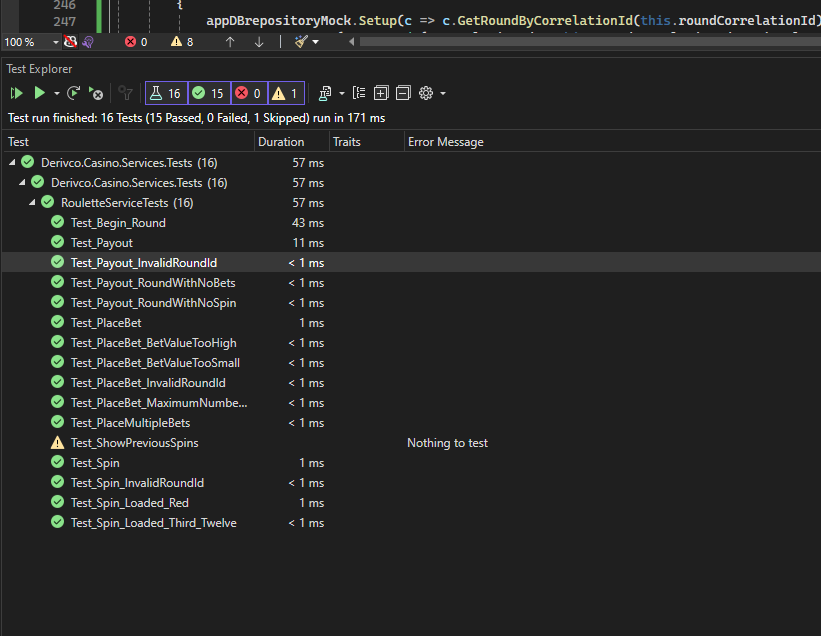 246 {
247 appDBrepositoryMock.Setup(c => c.GetRoundByCorrelationId(this.roundCorrelationId)
100 % 0 8
Test Explorer
16 15 0 1
Test run finished: 16 Tests (15 Passed, 0 Failed, 1 Skipped) run in 171 ms
Test Duration Traits Error Message
Derivco.Casino.Services.Tests (16) 57 ms
Derivco.Casino.Services.Tests (16) 57 ms
RouletteServiceTests (16) 57 ms
Test_Begin_Round 43 ms
Test_Payout 11 ms
Test_Payout_InvalidRoundId < 1 ms
Test_Payout_RoundWithNoBets < 1 ms
Test_Payout_RoundWithNoSpin < 1 ms
Test_PlaceBet 1 ms
Test_PlaceBet_BetValueTooHigh < 1 ms
Test_PlaceBet_BetValueTooSmall < 1 ms
Test_PlaceBet_InvalidRoundId < 1 ms
Test_PlaceBet_MaximumNumbe... < 1 ms
Test_PlaceMultipleBets < 1 ms
Test_ShowPreviousSpins Nothing to test
Test_Spin 1 ms
Test_Spin_InvalidRoundId < 1 ms
Test_Spin_Loaded_Red 1 ms
Test_Spin_Loaded_Third_Twelve < 1 ms